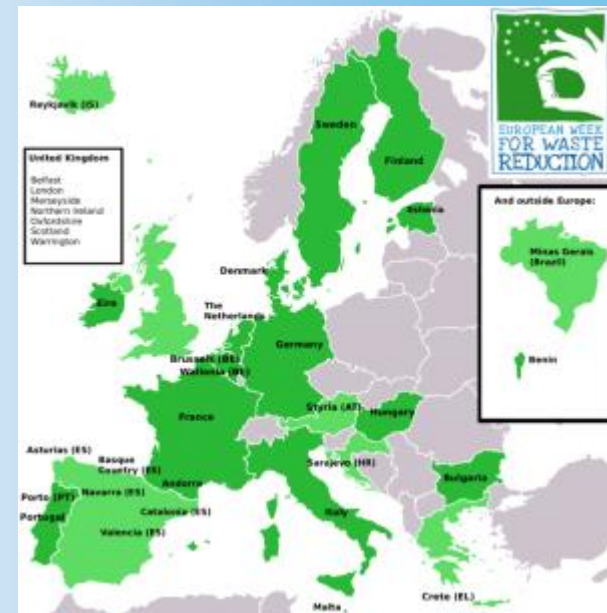 Reykjavik (IS)
United Kingdom
Belfast
London
Merseyside
Northern Ireland
Oxfordshire
Scotland
Warrington
EUROPEAN WEEK
FOR WASTE
REDUCTION
Sweden
Finland
Estonia
And outside Europe:
Minas Gerais
(Brazil)
Benin
Denmark
Eire
The
Netherlands
Germany
Brussels (BE)
Wallonia (BE)
France
Styria (AT)
Hungary
Asturias (ES)
Basque
Country (ES)
Andorra
Sarajevo (HR)
Bulgaria
Porto (PT)
Navarra (ES)
Portugal
Catalonia (ES)
Italy
Valencia (ES)
Crete (EL)
Malta